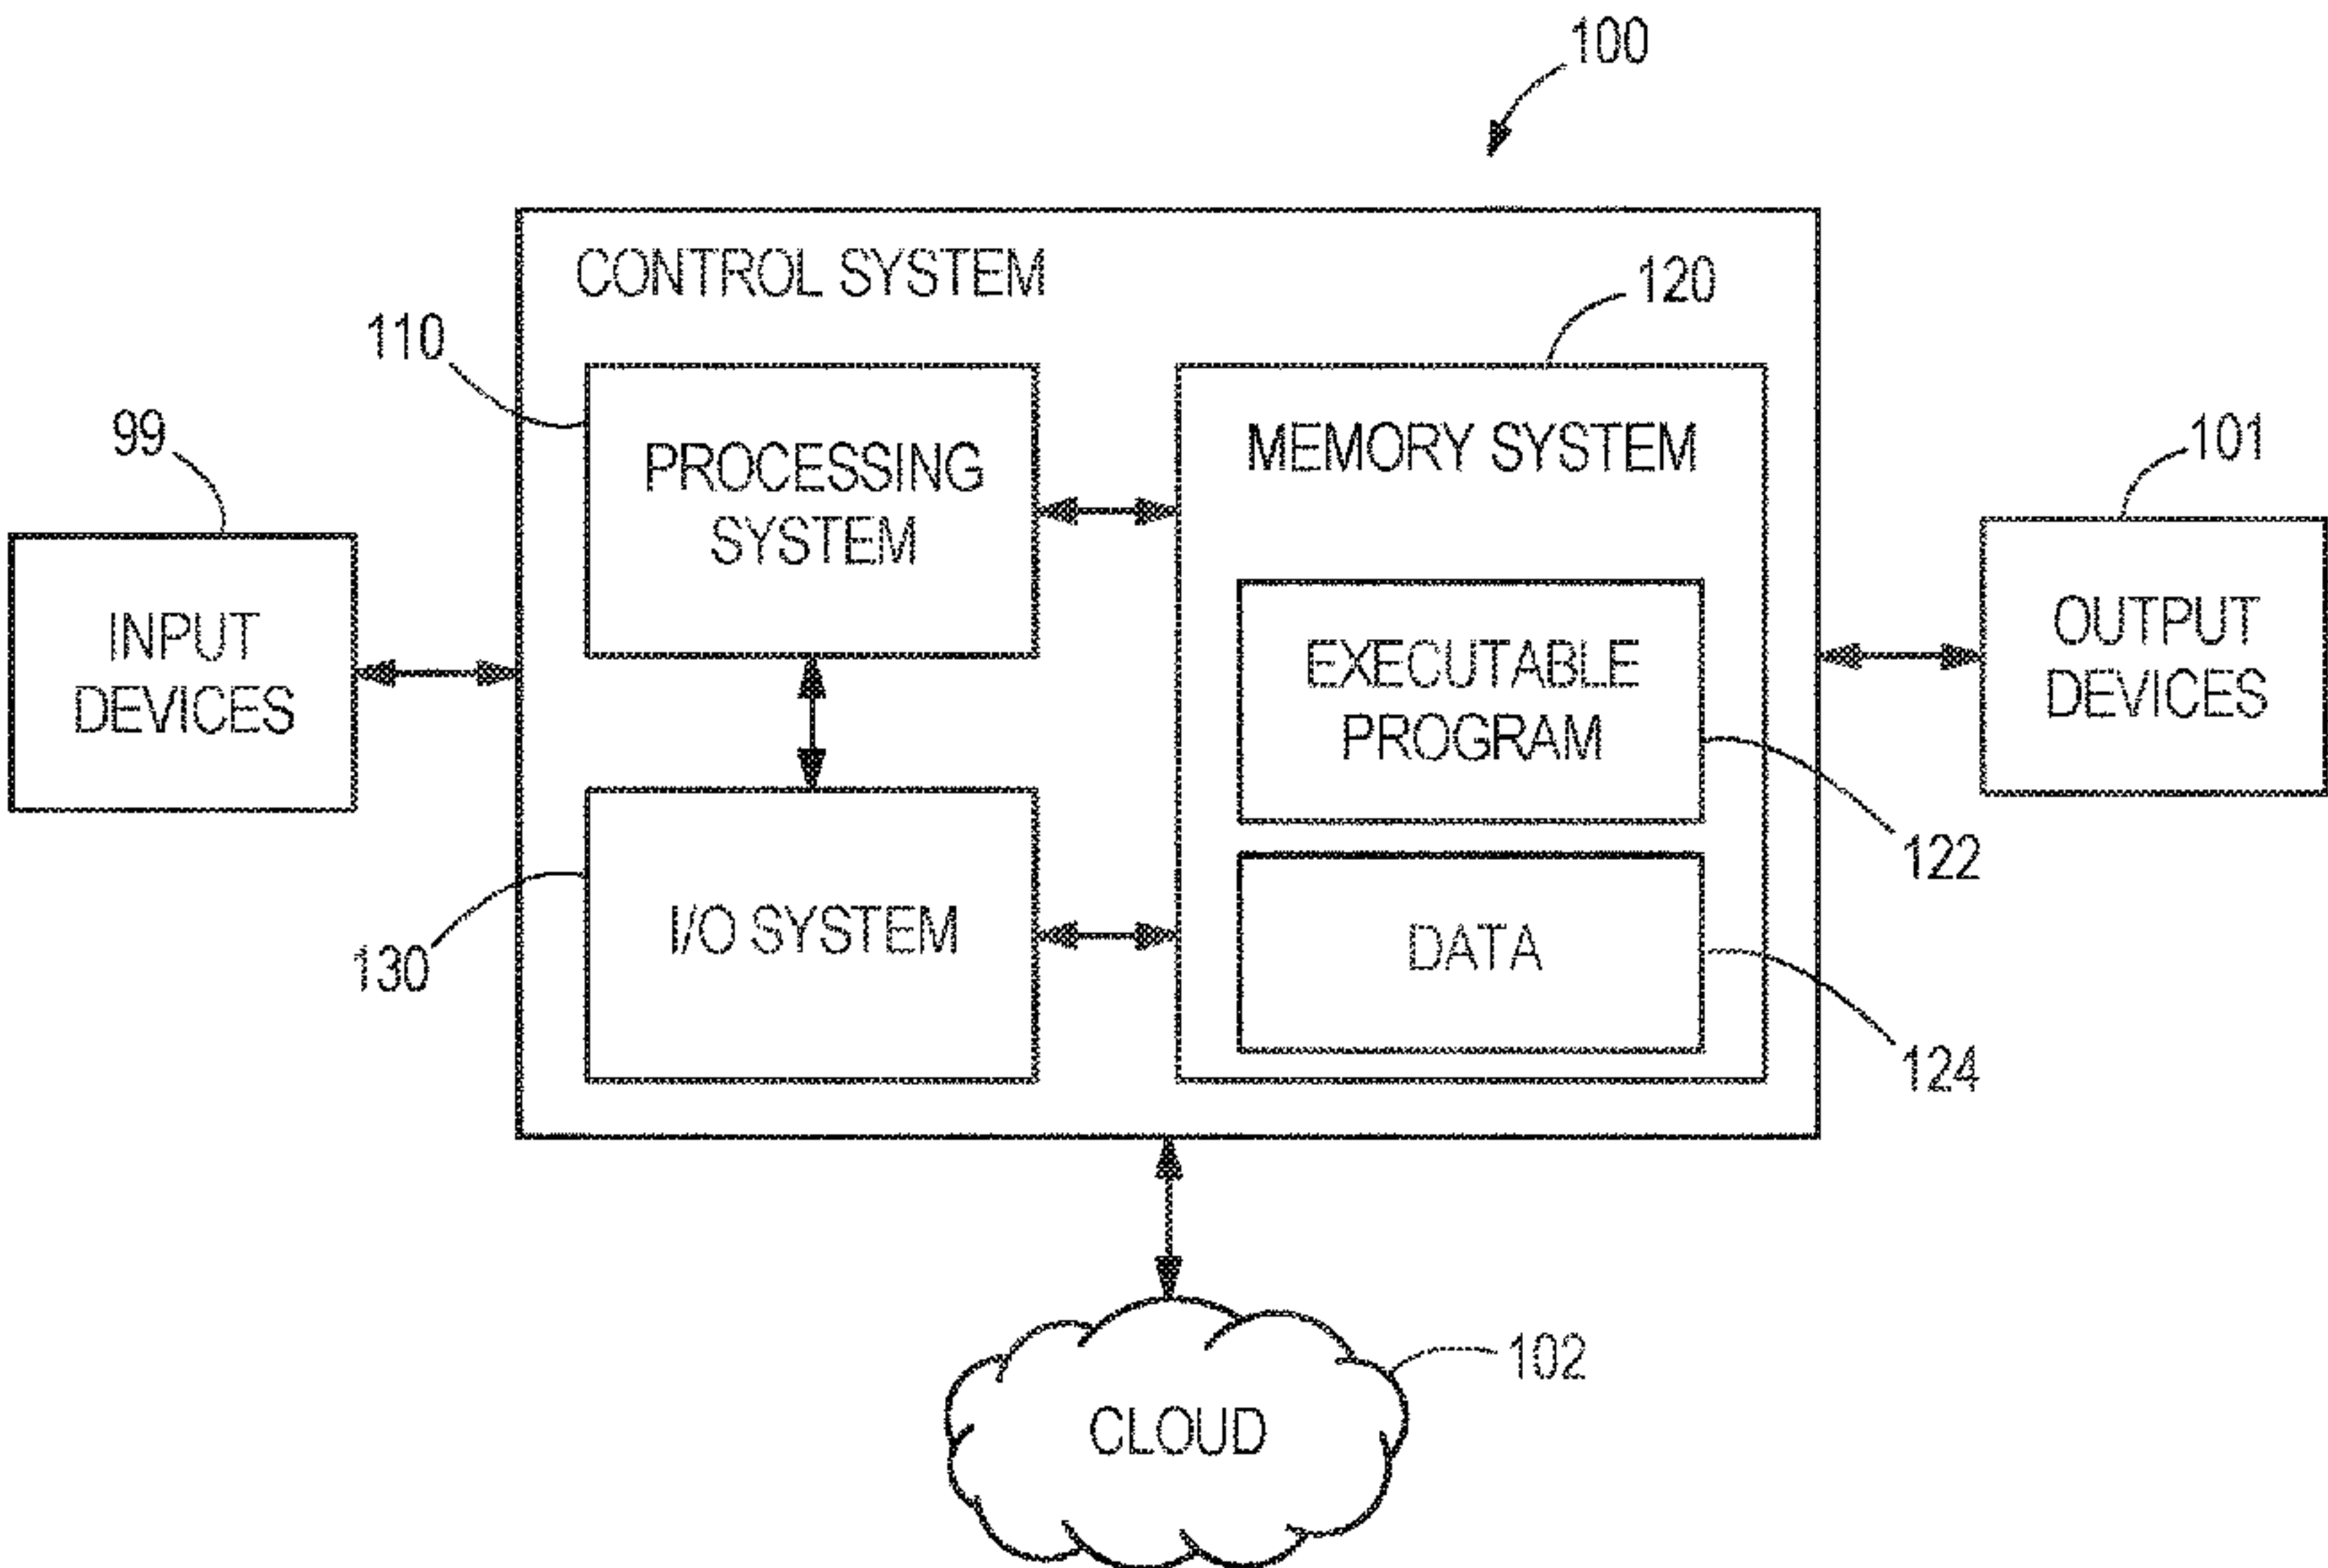 100
CONTROL SYSTEM
120
110
99
PROCESSING
SYSTEM
MEMORY SYSTEM
101
INPUT
DEVICES
EXECUTABLE
PROGRAM
OUTPUT
DEVICES
122
130
I/O SYSTEM
DATA
124
102
CLOUD